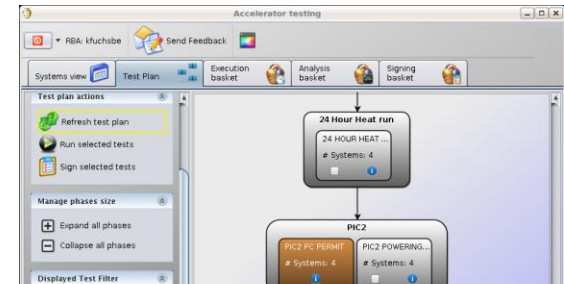 Accelerator testing
RBA: kfuchsbe
Send Feedback
Systems view
Test Plan
Execution basket
Analysis basket
Signing basket
Test plan actions
Refresh test plan
Run selected tests
Sign selected tests
Manage phases size
Expand all phases
Collapse all phases
Displayed Test Filter
24 Hour Heat run
24 HOUR HEAT ...
# Systems: 4
PIC2
PIC2 PC PERMIT
# Systems: 4
PIC2 POWERING...
# Systems: 4